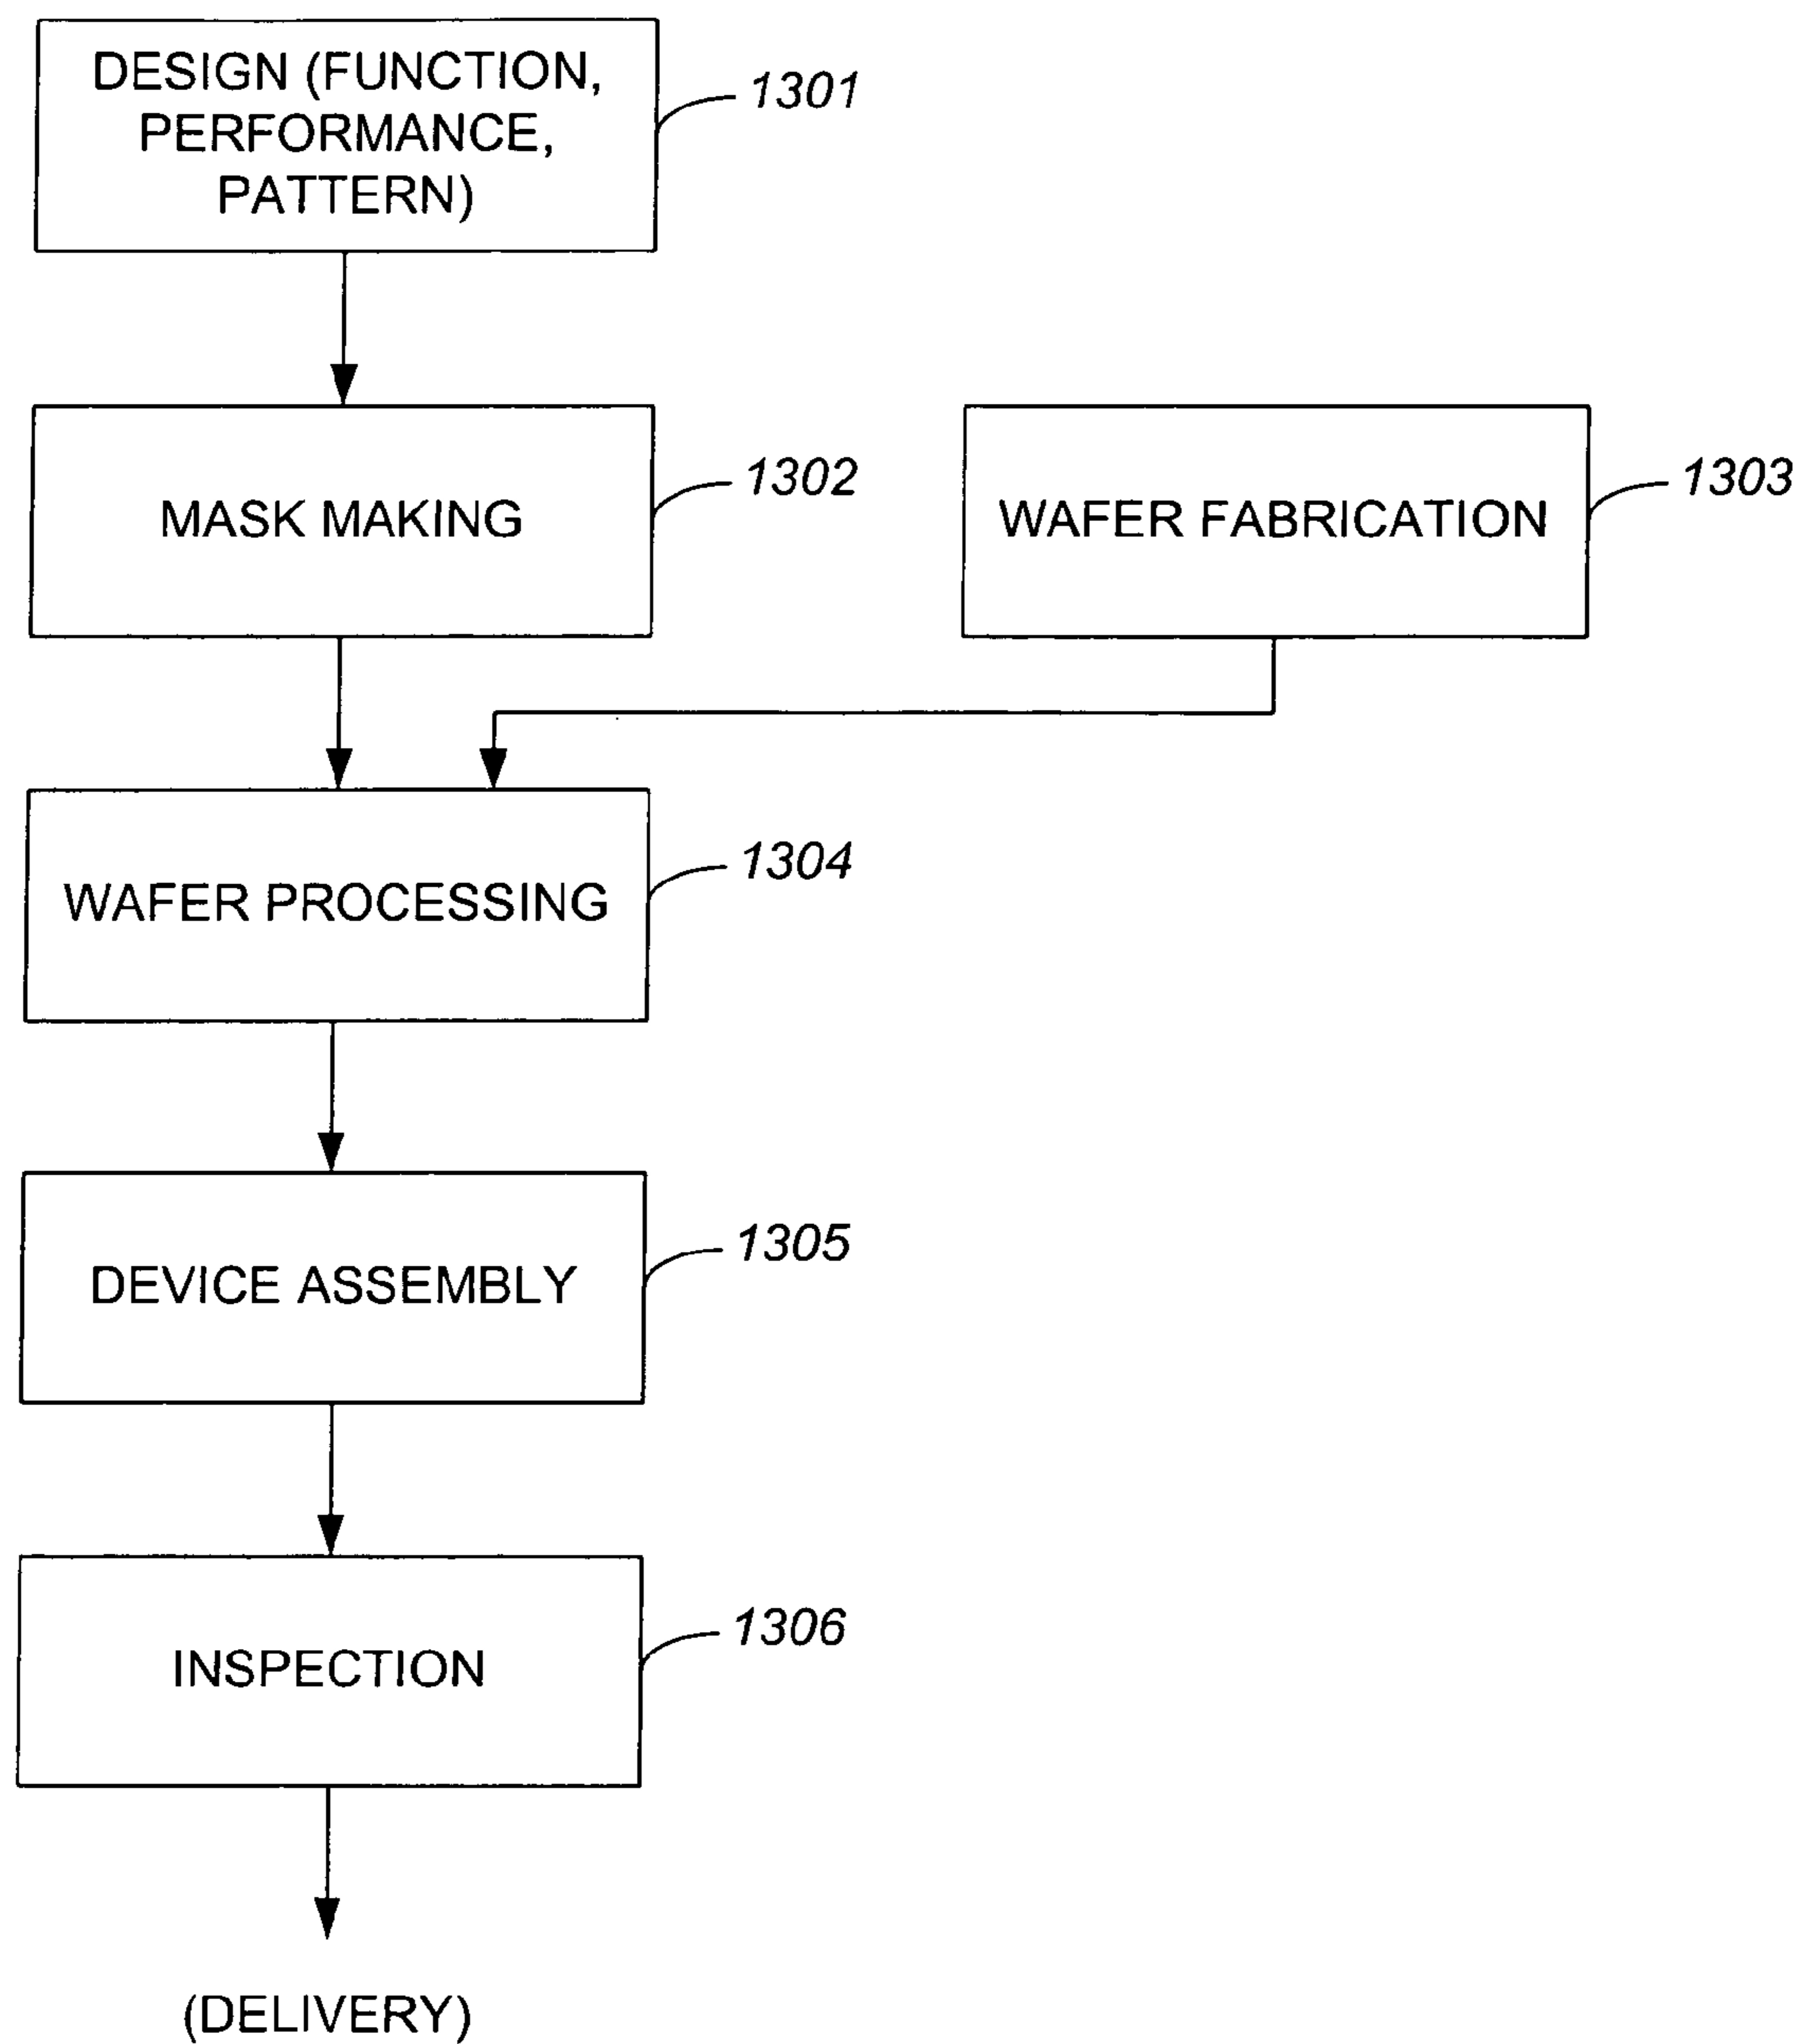 DESIGN (FUNCTION,
PERFORMANCE,
PATTERN)
1301
MASK MAKING
1302
WAFER FABRICATION
1303
WAFER PROCESSING
1304
DEVICE ASSEMBLY
1305
INSPECTION
1306
(DELIVERY)